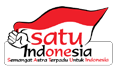 satu
Indonesia
Semangat Astra Terpadu Untuk Indonesia